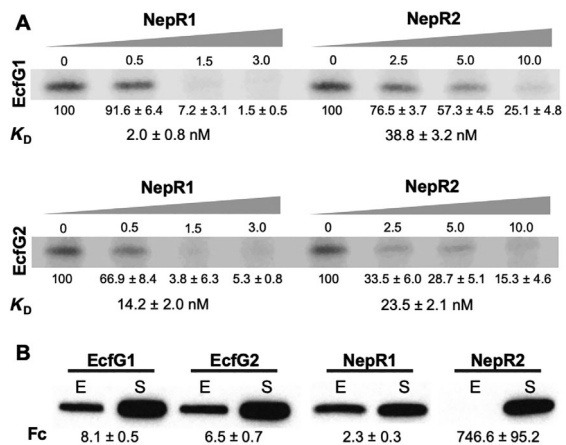 A
NepR1 NepR2
0 0.5 1.5 3.0 0 2.5 5.0 10.0
EcfG1
100 91.6 ± 6.4 7.2 ± 3.1 1.5 ± 0.5 100 76.5 ± 3.7 57.3 ± 4.5 25.1 ± 4.8
KD 2.0 ± 0.8 nM 38.8 ± 3.2 nM
NepR1 NepR2
0 0.5 1.5 3.0 0 2.5 5.0 10.0
EcfG2
100 66.9 ± 8.4 3.8 ± 6.3 5.3 ± 0.8 100 33.5 ± 6.0 28.7 ± 5.1 15.3 ± 4.6
KD 14.2 ± 2.0 nM 23.5 ± 2.1 nM
B
EcfG1 EcfG2 NepR1 NepR2
E S E S E S E S
Fc 8.1 ± 0.5 6.5 ± 0.7 2.3 ± 0.3 746.6 ± 95.2